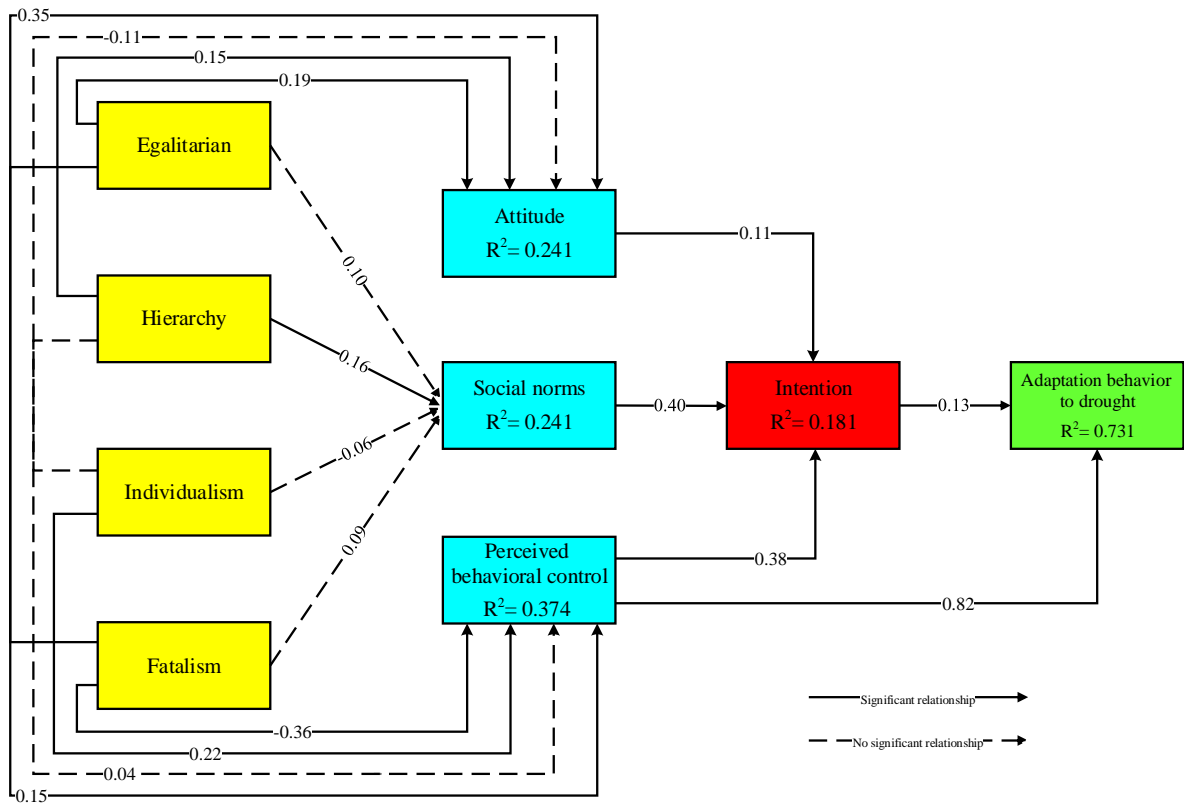 0.35
-0.11
0.15
0.19
Egalitarian
Attitude
R²= 0.241
0.11
0.10
Hierarchy
0.16
Social norms
R²= 0.241
0.40
Intention
R²= 0.181
0.13
Adaptation behavior
to drought
R²= 0.731
-0.06
Individualism
0.09
Perceived
behavioral control
R²= 0.374
0.38
0.82
Fatalism
-0.36
0.22
0.04
0.15
Significant relationship
No significant relationship